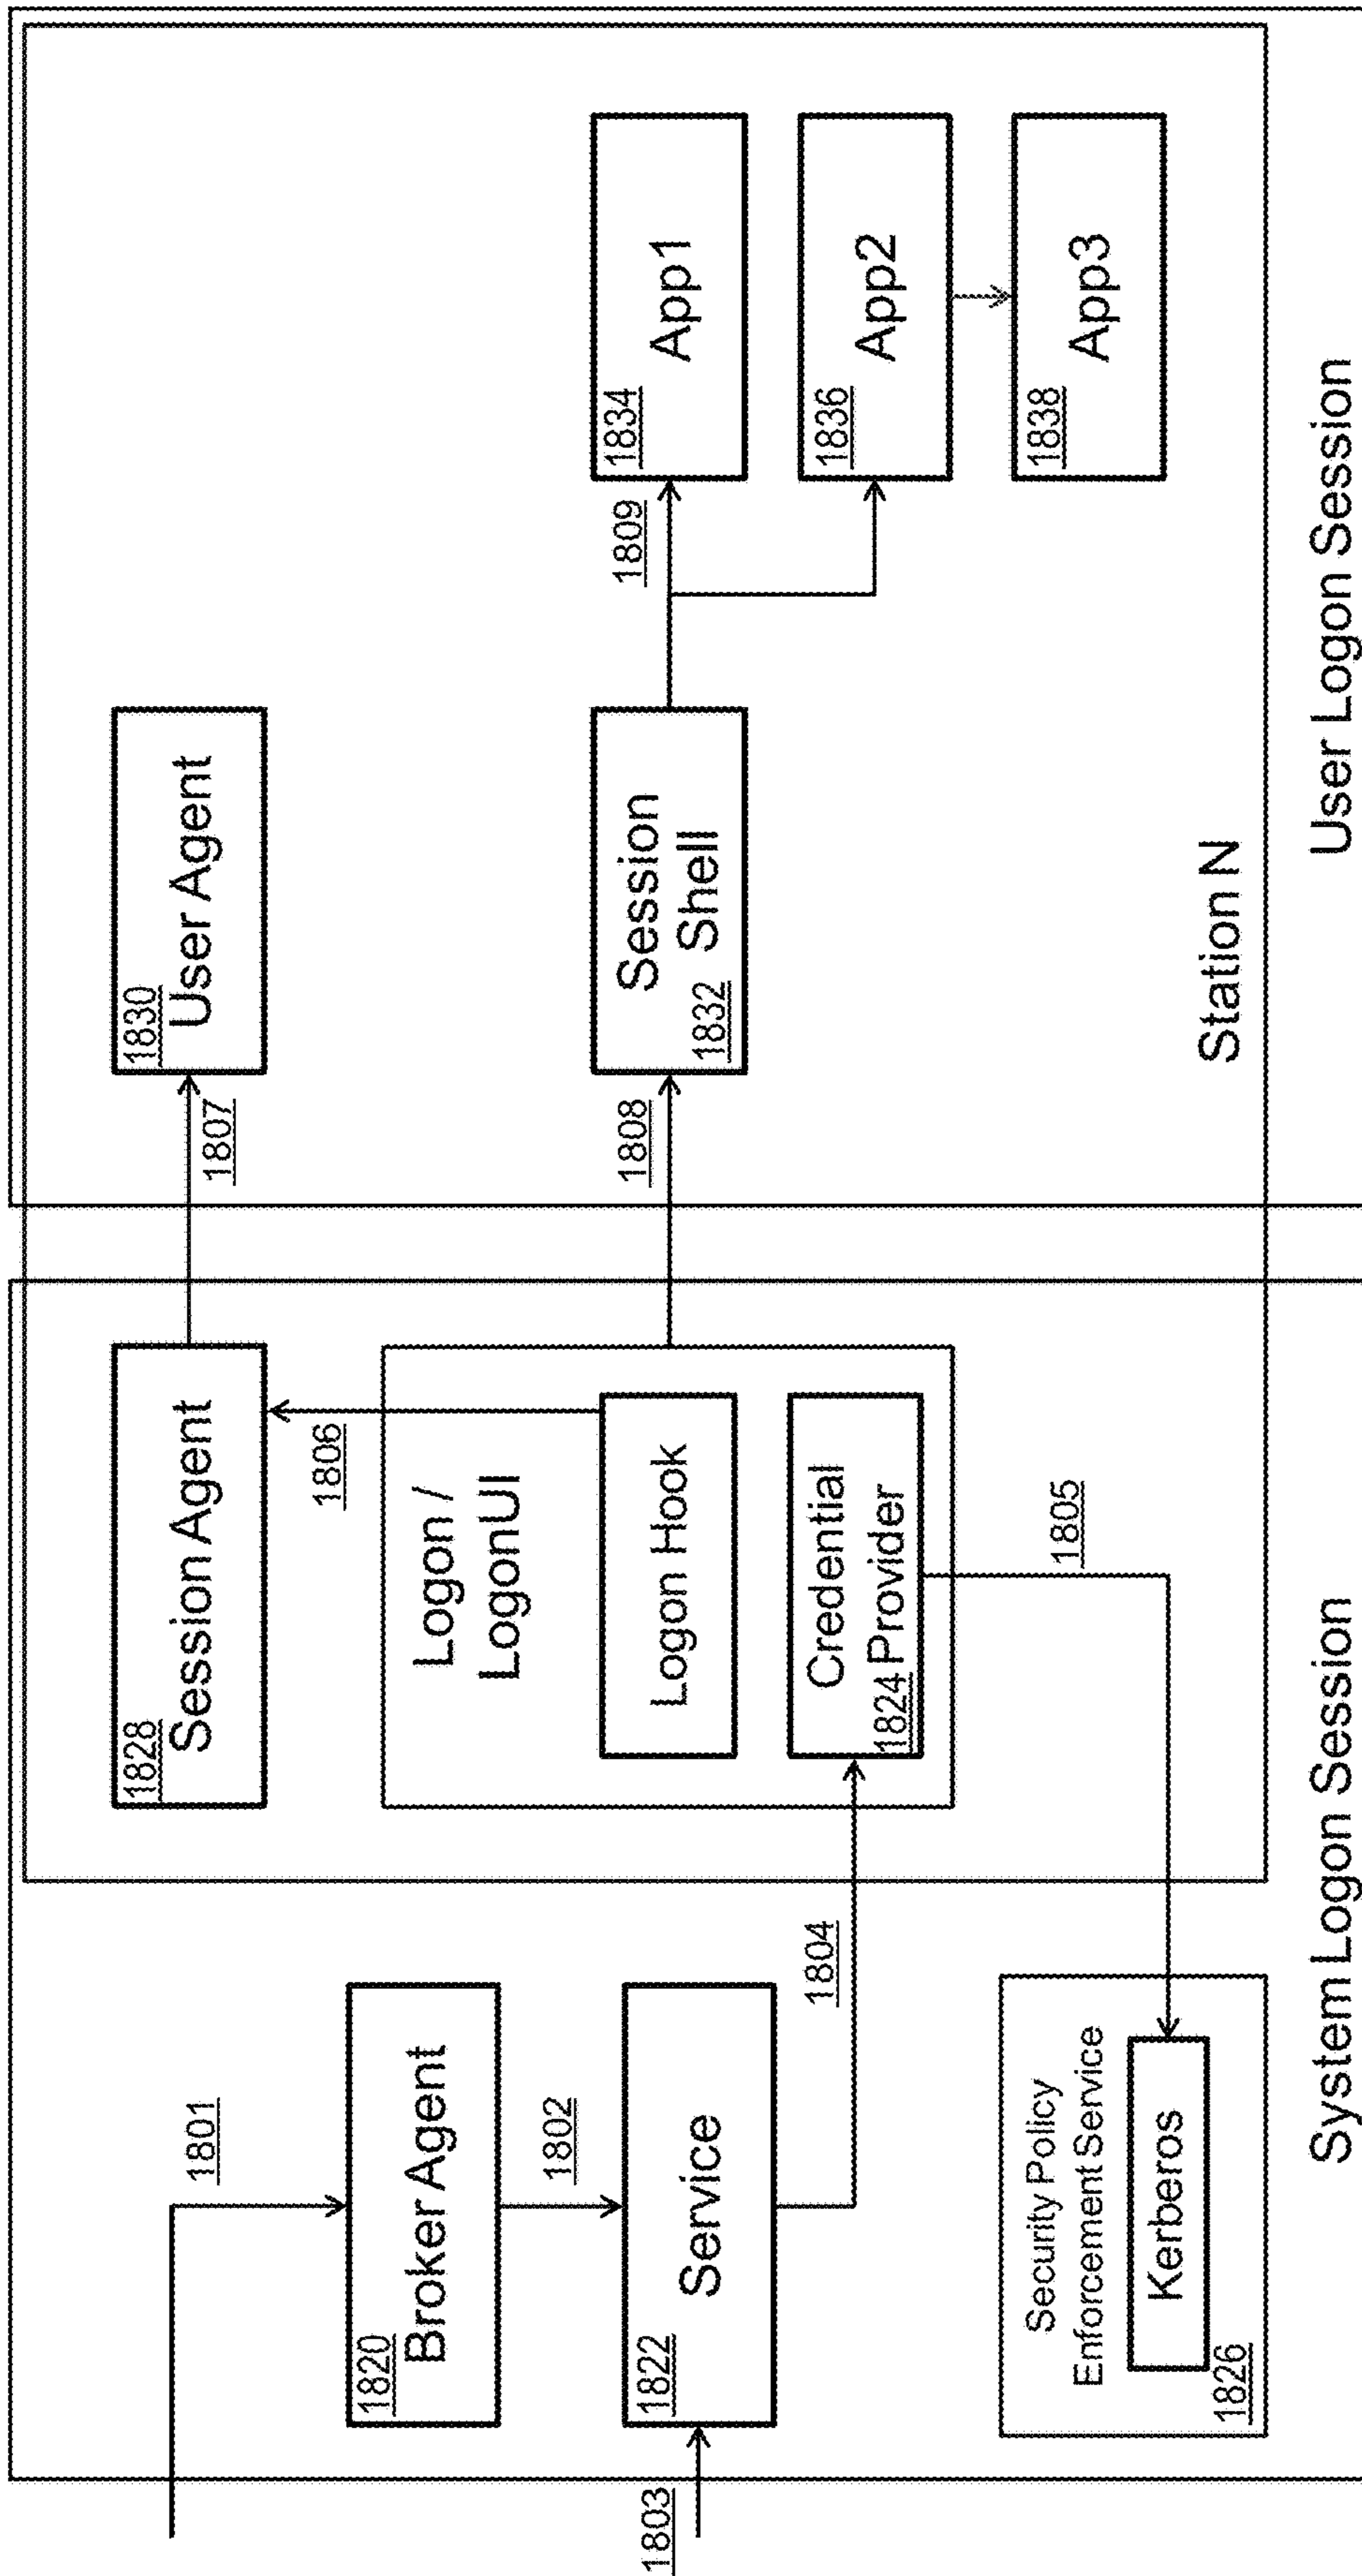 1801
1820
Broker Agent
1802
1803
1822
Service
1804
Security Policy
Enforcement Service
Kerberos
1826
System Logon Session
1828
Session Agent
1806
Logon /
LogonUI
Logon Hook
Credential
Provider
1824
1805
1807
1808
1830
User Agent
Session
Shell
1832
Station N
1809
1834
App1
1836
App2
1838
App3
User Logon Session